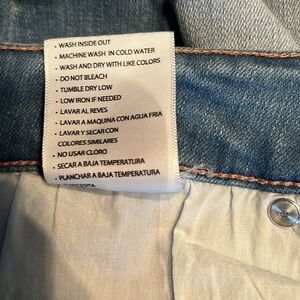 - WASH INSIDE OUT
- MACHINE WASH IN COLD WATER
- WASH AND DRY WITH LIKE COLORS
- DO NOT BLEACH
- TUMBLE DRY LOW
- LOW IRON IF NEEDED
- LAVAR AL REVES
- LAVAR A MAQUINA CON AGUA FRIA
- LAVAR Y SECAR CON
COLORES SIMILARES
- NO USAR CLORO
- SECAR A BAJA TEMPERATURA
- PLANCHAR A BAJA TEMPERATURA